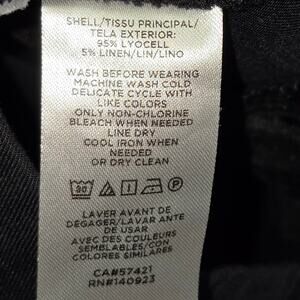 SHELL/TISSU PRINCIPAL/
TELA EXTERIOR:
95% LYOCELL
5% LINEN/LIN/LINO
WASH BEFORE WEARING
MACHINE WASH COLD
DELICATE CYCLE WITH
LIKE COLORS
ONLY NON-CHLORINE
BLEACH WHEN NEEDED
LINE DRY
COOL IRON WHEN
NEEDED
OR DRY CLEAN
30 P
LAVER AVANT DE
DÉGAGER/LAVAR ANTE
DE USAR
AVEC DES COULEURS
SEMBLABLES/CON
COLORES SIMILARES
CA#57421
RN#140923